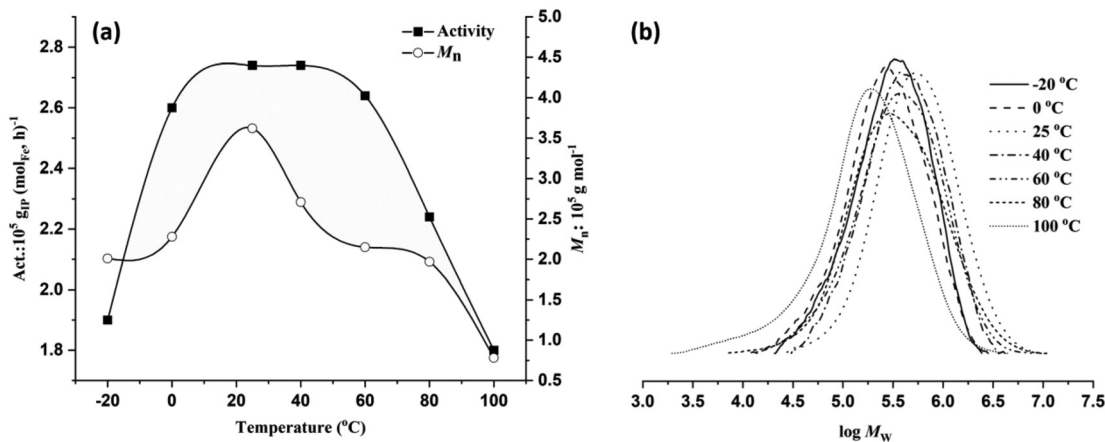 (a)
Activity
Mn
2.8
2.6
2.4
2.2
2.0
1.8
Act.:10⁵ gIP (molFe, h)⁻¹
5.0
4.5
4.0
3.5
3.0
2.5
2.0
1.5
1.0
0.5
Mn: 10⁵ g mol⁻¹
-20 0 20 40 60 80 100
Temperature (°C)
(b)
-20 °C
0 °C
25 °C
40 °C
60 °C
80 °C
100 °C
3.0 3.5 4.0 4.5 5.0 5.5 6.0 6.5 7.0 7.5
log MW